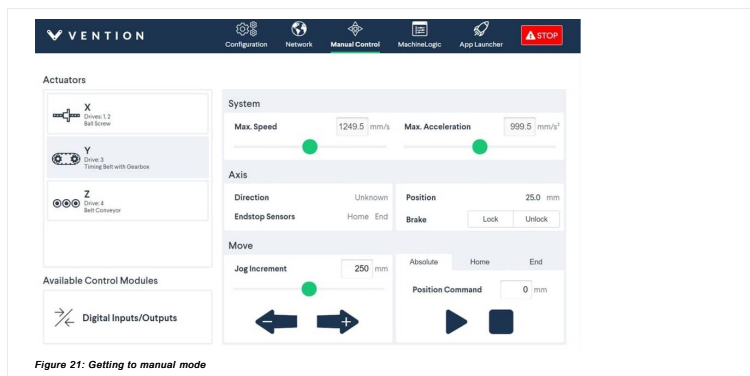 VENTION
Configuration
Network
Manual Control
MachineLogic
App Launcher
STOP
Actuators
X
Drives: 1, 2
Ball Screw
Y
Drive: 3
Timing Belt with Gearbox
Z
Drive: 4
Belt Conveyor
Available Control Modules
Digital Inputs/Outputs
System
Max. Speed 1249.5 mm/s
Max. Acceleration 999.5 mm/s²
Axis
Direction Unknown
Endstop Sensors Home End
Position 25.0 mm
Brake Lock Unlock
Move
Jog Increment 250 mm
Absolute Home End
Position Command 0 mm
Figure 21: Getting to manual mode